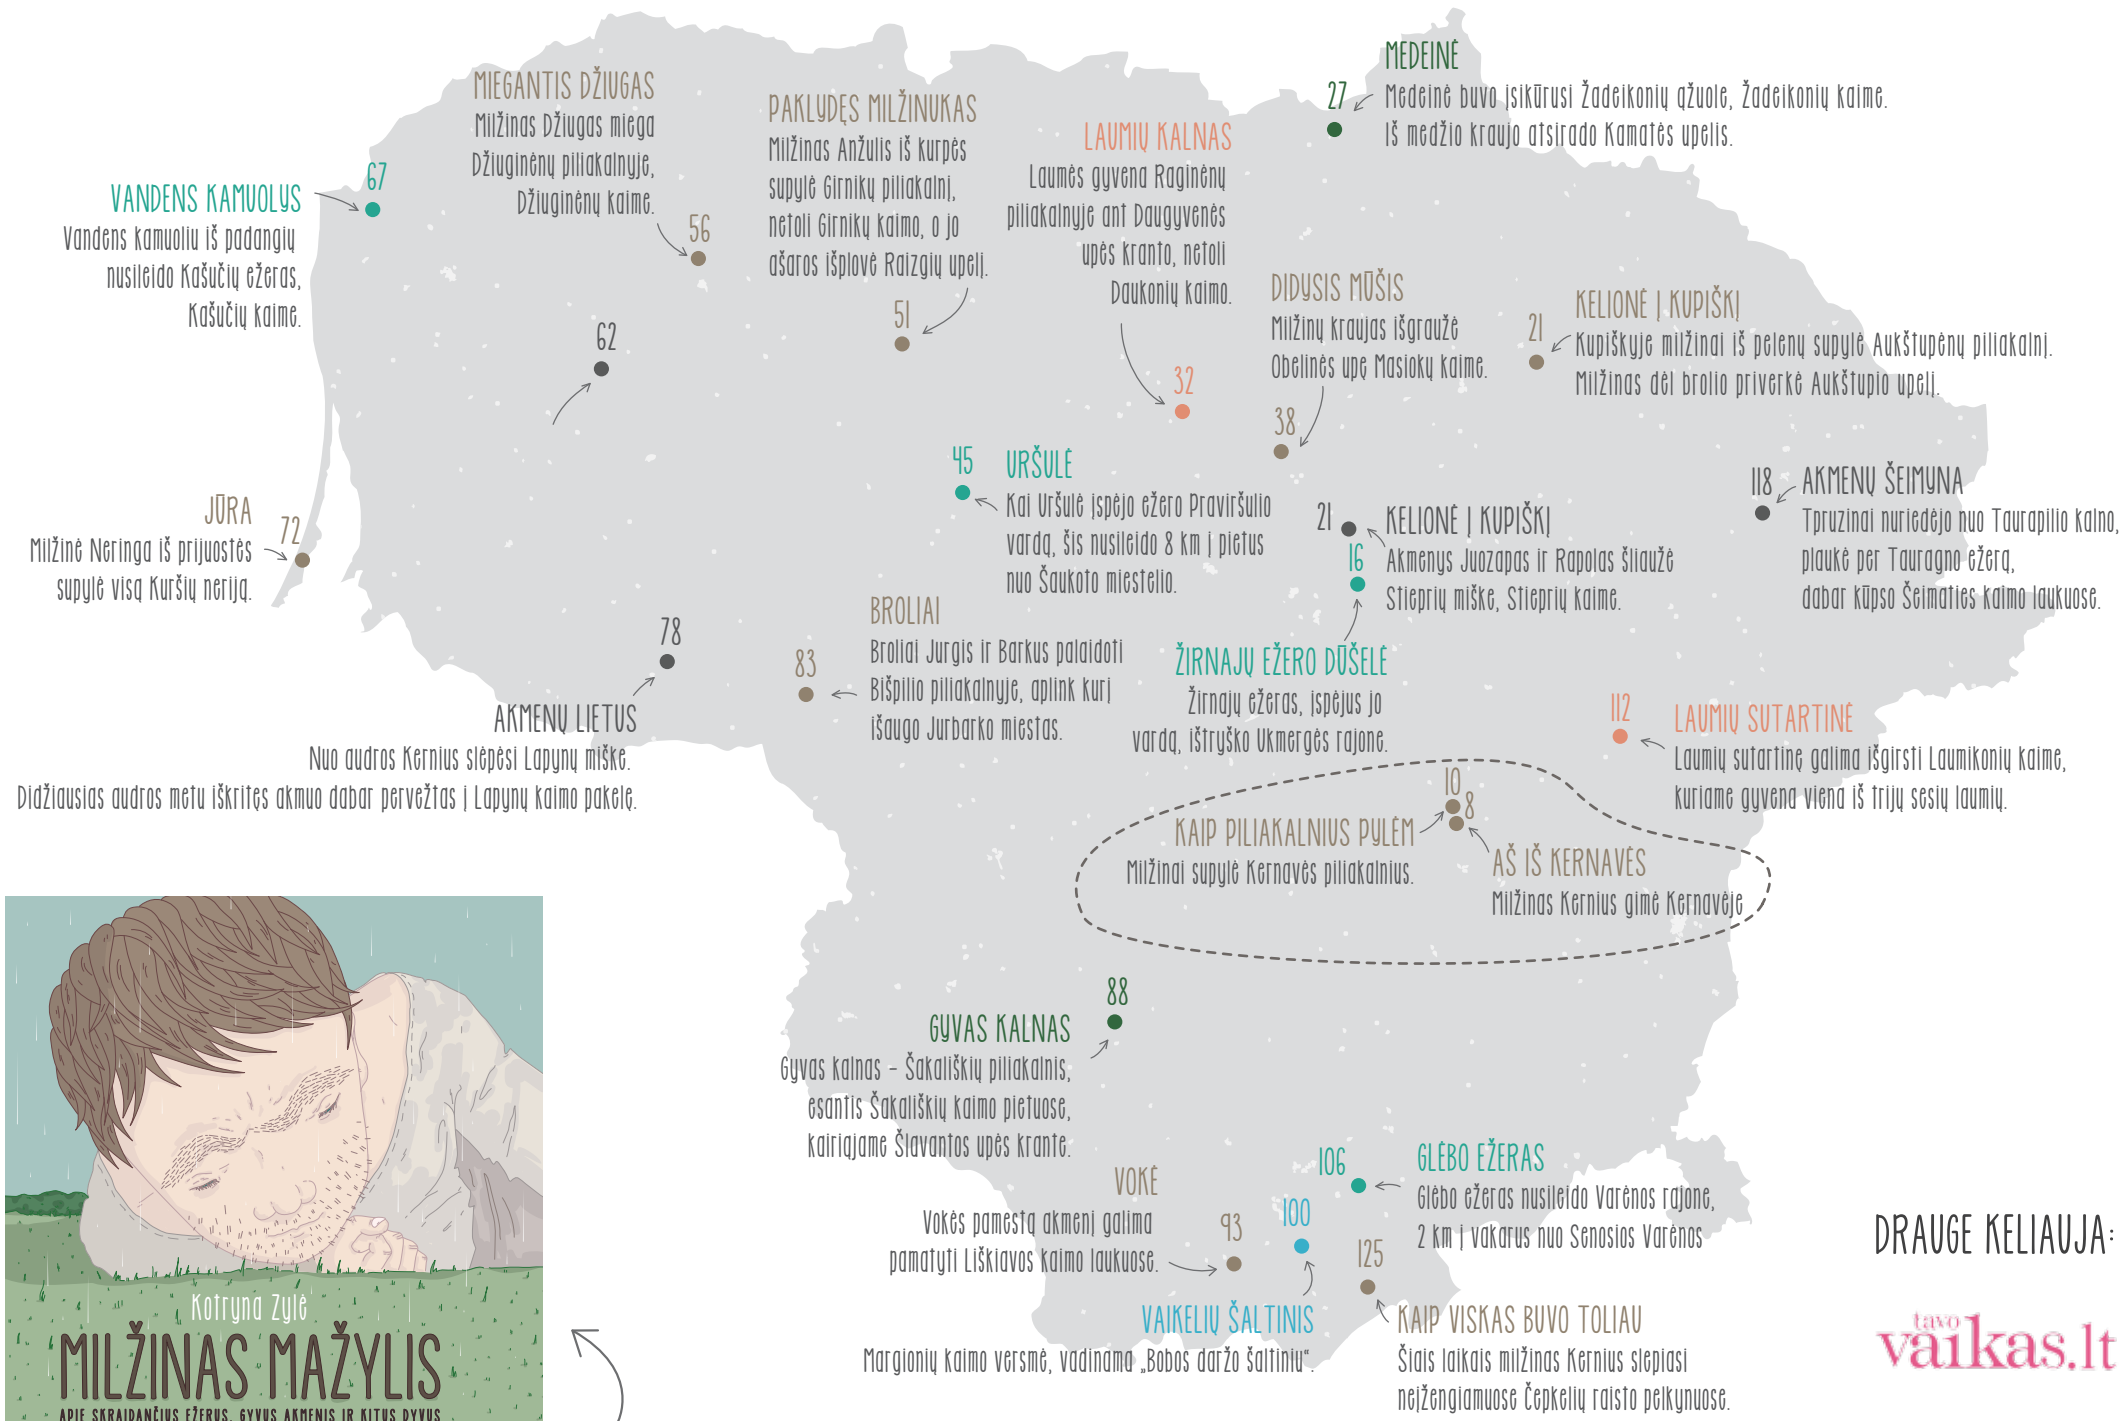 MEDEINĖ
27
Medeinė buvo įsikūrusi Žadeikonių ąžuole, Žadeikonių kaime.
Iš medžio kraujo atsirado Kamatės upelis.
MIEGANTIS DŽIUGAS
Milžinas Džiugas miega
Džiuginėnų piliakalnyje,
Džiuginėnų kaime.
56
PAKLYDĘS MILŽINUKAS
Milžinas Anžulis iš kurpės
supylė Girnikų piliakalnį,
netoli Girnikų kaimo, o jo
ašaros išplovė Raizgių upelį.
51
LAUMIŲ KALNAS
Laumės gyvena Raginėnų
piliakalnyje ant Daugyvenės
upės kranto, netoli
Daukonių kaimo.
32
67
VANDENS KAMUOLYS
Vandens kamuoliu iš padangių
nusileido Kašučių ežeras,
Kašučių kaime.
62
DIDYSIS MŪŠIS
Milžinų kraujas išgraužė
Obelinės upę Masiokų kaime.
38
21
KELIONĖ Į KUPIŠKĮ
Kupiškyje milžinai iš pelenų supylė Aukštupėnų piliakalnį.
Milžinas dėl brolio priverkė Aukštupio upelį.
45
URŠULĖ
Kai Uršulė įspėjo ežero Praviršulio
vardą, šis nusileido 8 km į pietus
nuo Šaukoto miestelio.
118
AKMENŲ ŠEIMYNA
Tpruzinai nuriedėjo nuo Taurapilio kalno,
plaukė per Tauragno ežerą,
dabar kūpso Šeimaties kaimo laukuose.
JŪRA
72
Milžinė Neringa iš prijuostės
supylė visą Kuršių neriją.
21
KELIONĖ Į KUPIŠKĮ
Akmenys Juozapas ir Rapolas šliaužė
Stieprių miške, Stieprių kaime.
16
ŽIRNAJŲ EŽERO DŪŠELĖ
Žirnajų ežeras, įspėjus jo
vardą, ištryško Ukmergės rajone.
BROLIAI
83
Broliai Jurgis ir Barkus palaidoti
Bišpilio piliakalnyje, aplink kurį
išaugo Jurbarko miestas.
78
AKMENŲ LIETUS
Nuo audros Kernius slėpėsi Lapynų miške.
Didžiausias audros metu iškritęs akmuo dabar pervežtas į Lapynų kaimo pakelę.
112
LAUMIŲ SUTARTINĖ
Laumių sutartinę galima išgirsti Laumikonių kaime,
kuriame gyvena viena iš trijų sesių laumių.
10
8
KAIP PILIAKALNIUS PYLĖM
Milžinai supylė Kernavės piliakalnius.
AŠ IŠ KERNAVĖS
Milžinas Kernius gimė Kernavėje
88
GYVAS KALNAS
Gyvas kalnas – Šakališkių piliakalnis,
esantis Šakališkių kaimo pietuose,
kairiajame Šlavantos upės krante.
106
GLĖBO EŽERAS
Glėbo ežeras nusileido Varėnos rajone,
2 km į vakarus nuo Senosios Varėnos
VOKĖ
Vokės pamestą akmenį galima
pamatyti Liškiavos kaimo laukuose.
93
100
VAIKELIŲ ŠALTINIS
Margionių kaimo versmė, vadinama „Bobos daržo šaltiniu“.
125
KAIP VISKAS BUVO TOLIAU
Šiais laikais milžinas Kernius slepiasi
neįžengiamuose Čepkelių raisto pelkynuose.
DRAUGE KELIAUJA:
tavo
vaikas.lt
Kotryna Zylė
MILŽINAS MAŽYLIS
APIE SKRAIDANČIUS EŽERUS, GYVUS AKMENIS IR KITUS DYVUS